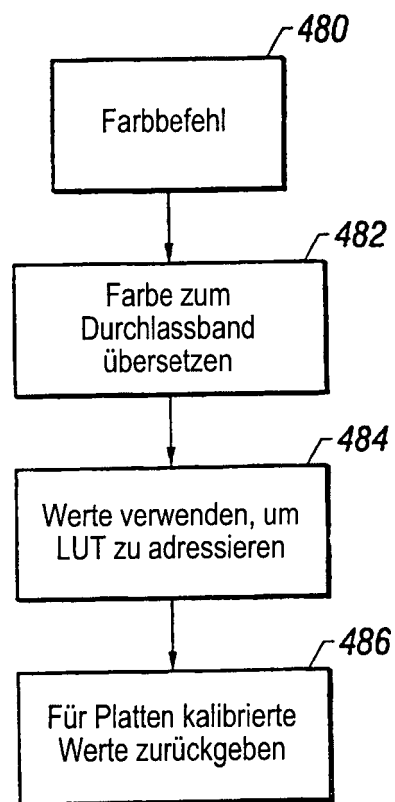 480
Farbbefehl
482
Farbe zum
Durchlassband
übersetzen
484
Werte verwenden, um
LUT zu adressieren
486
Für Platten kalibrierte
Werte zurückgeben